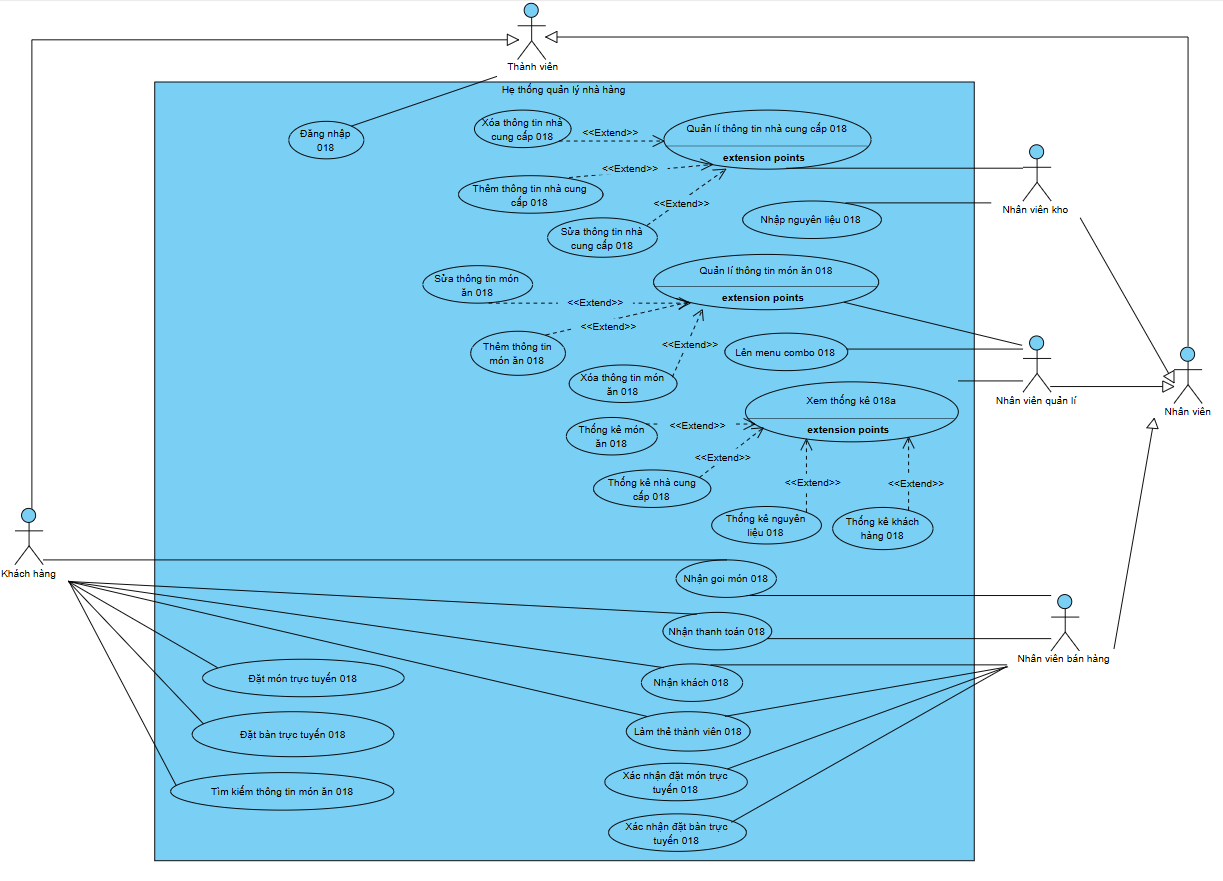 Thành viên
Hẹ thống quản lý nhà hàng
Đăng nhập
018
Xóa thông tin nhà
cung cấp 018
<<Extend>>
Quản lí thông tin nhà cung cấp 018
extension points
<<Extend>>
Thêm thông tin nhà cung
cấp 018
<<Extend>>
Nhân viên kho
Nhập nguyên liệu 018
Sửa thông tin nhà
cung cấp 018
Quản lí thông tin món ăn 018
extension points
Sửa thông tin món
ăn 018
<<Extend>>
<<Extend>>
Thêm thông tin
món ăn 018
<<Extend>>
Lên menu combo 018
Xóa thông tin món
ăn 018
Nhân viên quản lí
Nhân viên
Xem thống kê 018a
extension points
Thống kê món
ăn 018
<<Extend>>
<<Extend>>
Thống kê nhà cung
cấp 018
<<Extend>>
<<Extend>>
Thống kê nguyên
liệu 018
Thống kê khách
hàng 018
Khách hàng
Nhận goi món 018
Nhận thanh toán 018
Nhân viên bán hàng
Đặt món trực tuyến 018
Nhận khách 018
Đặt bàn trực tuyến 018
Làm thẻ thành viên 018
Xác nhận đặt món trực
tuyến 018
Tìm kiếm thông tin món ăn 018
Xác nhận đặt bàn trực
tuyến 018